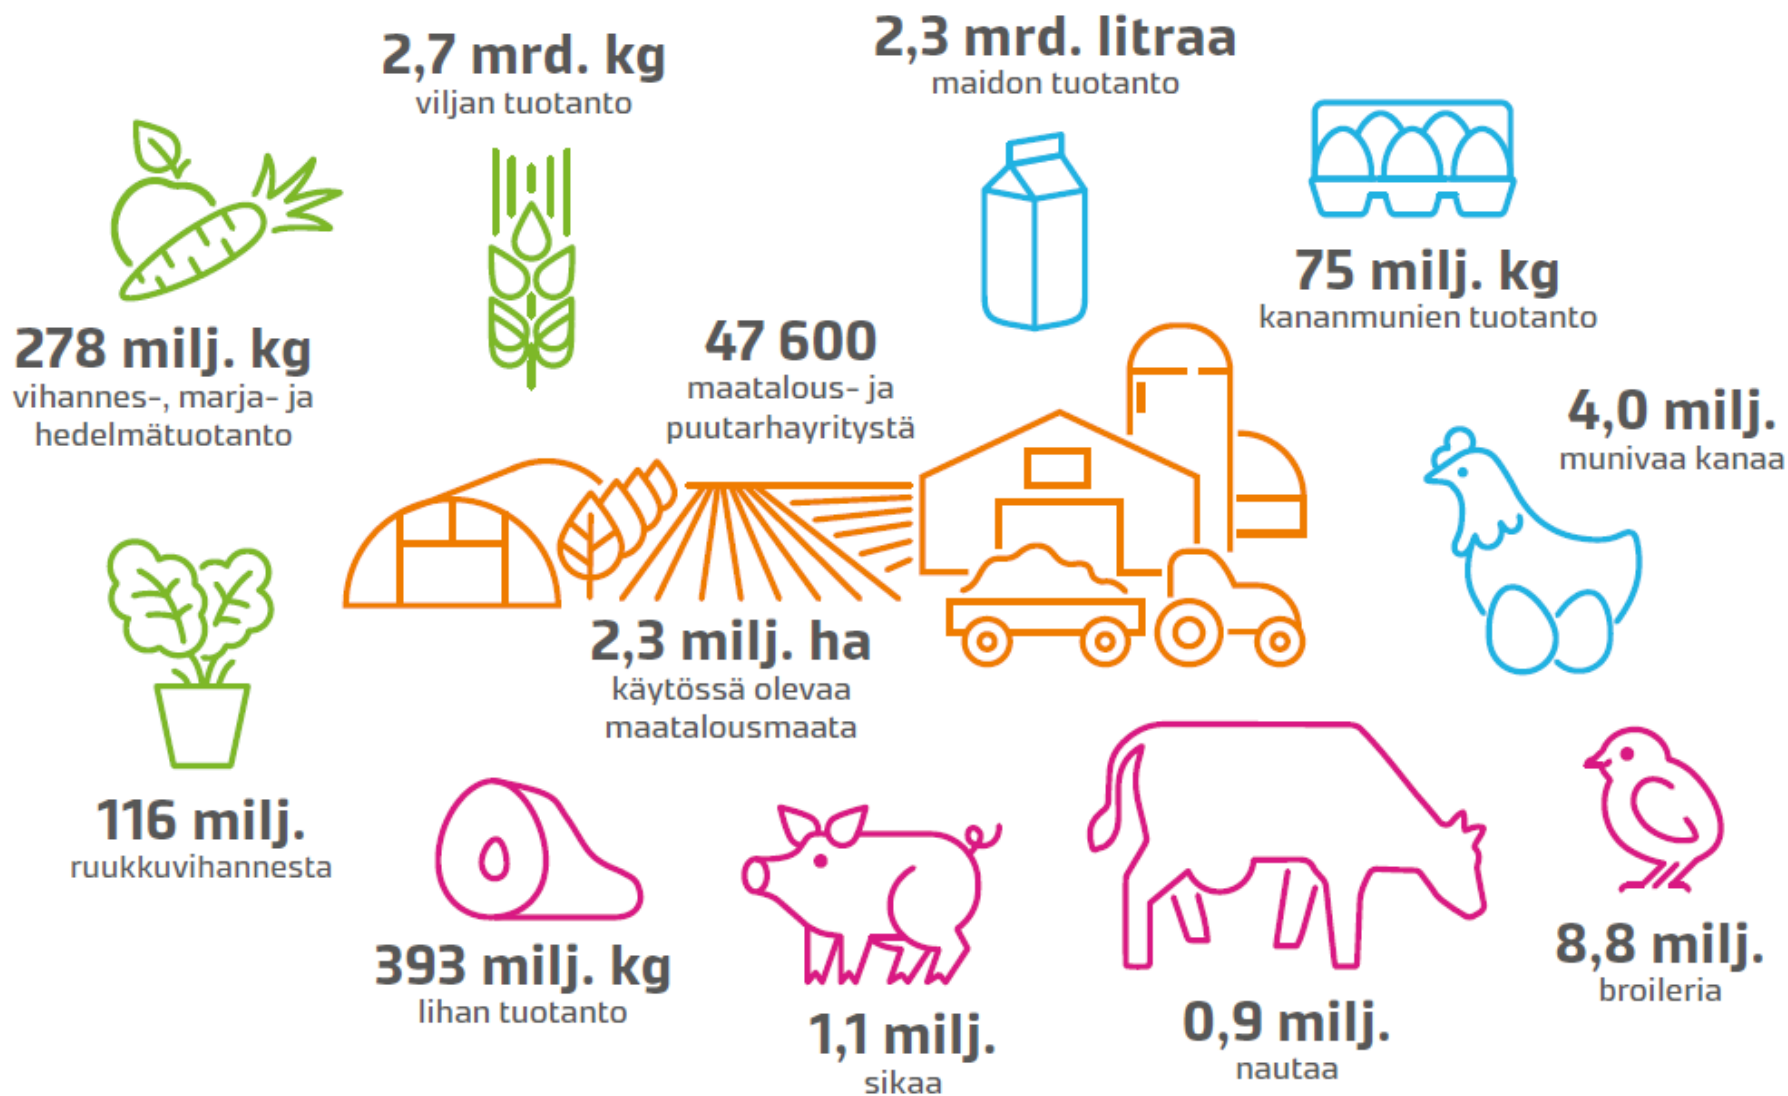 2,7 mrd. kg
viljan tuotanto
2,3 mrd. litraa
maidon tuotanto
75 milj. kg
kananmunien tuotanto
278 milj. kg
vihannes-, marja- ja
hedelmätuotanto
47 600
maatalous- ja
puutarhayritystä
4,0 milj.
munivaa kanaa
2,3 milj. ha
käytössä olevaa
maatalousmaata
116 milj.
ruukkuvihannesta
393 milj. kg
lihan tuotanto
1,1 milj.
sikaa
0,9 milj.
nautaa
8,8 milj.
broileria